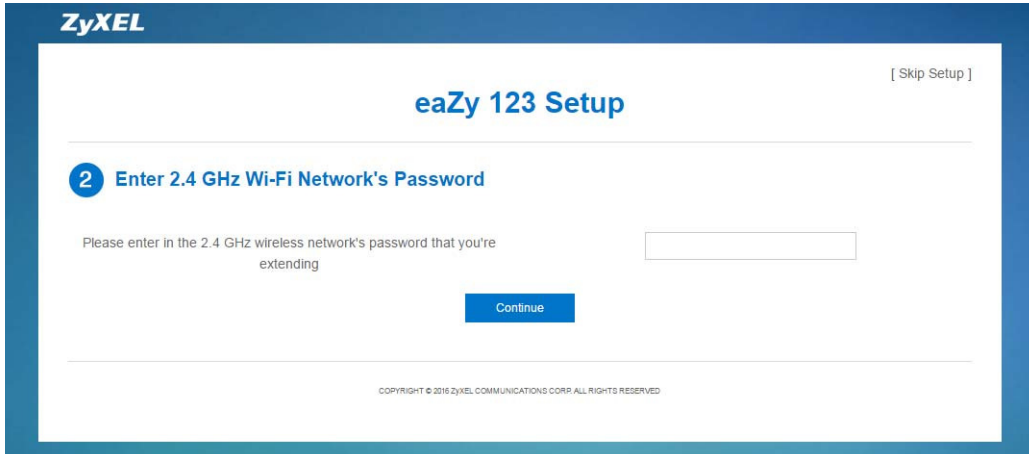 ZyXEL
[ Skip Setup ]
eaZy 123 Setup
2 Enter 2.4 GHz Wi-Fi Network's Password
Please enter in the 2.4 GHz wireless network's password that you're
extending
Continue
COPYRIGHT © 2016 ZyXEL COMMUNICATIONS CORP. ALL RIGHTS RESERVED